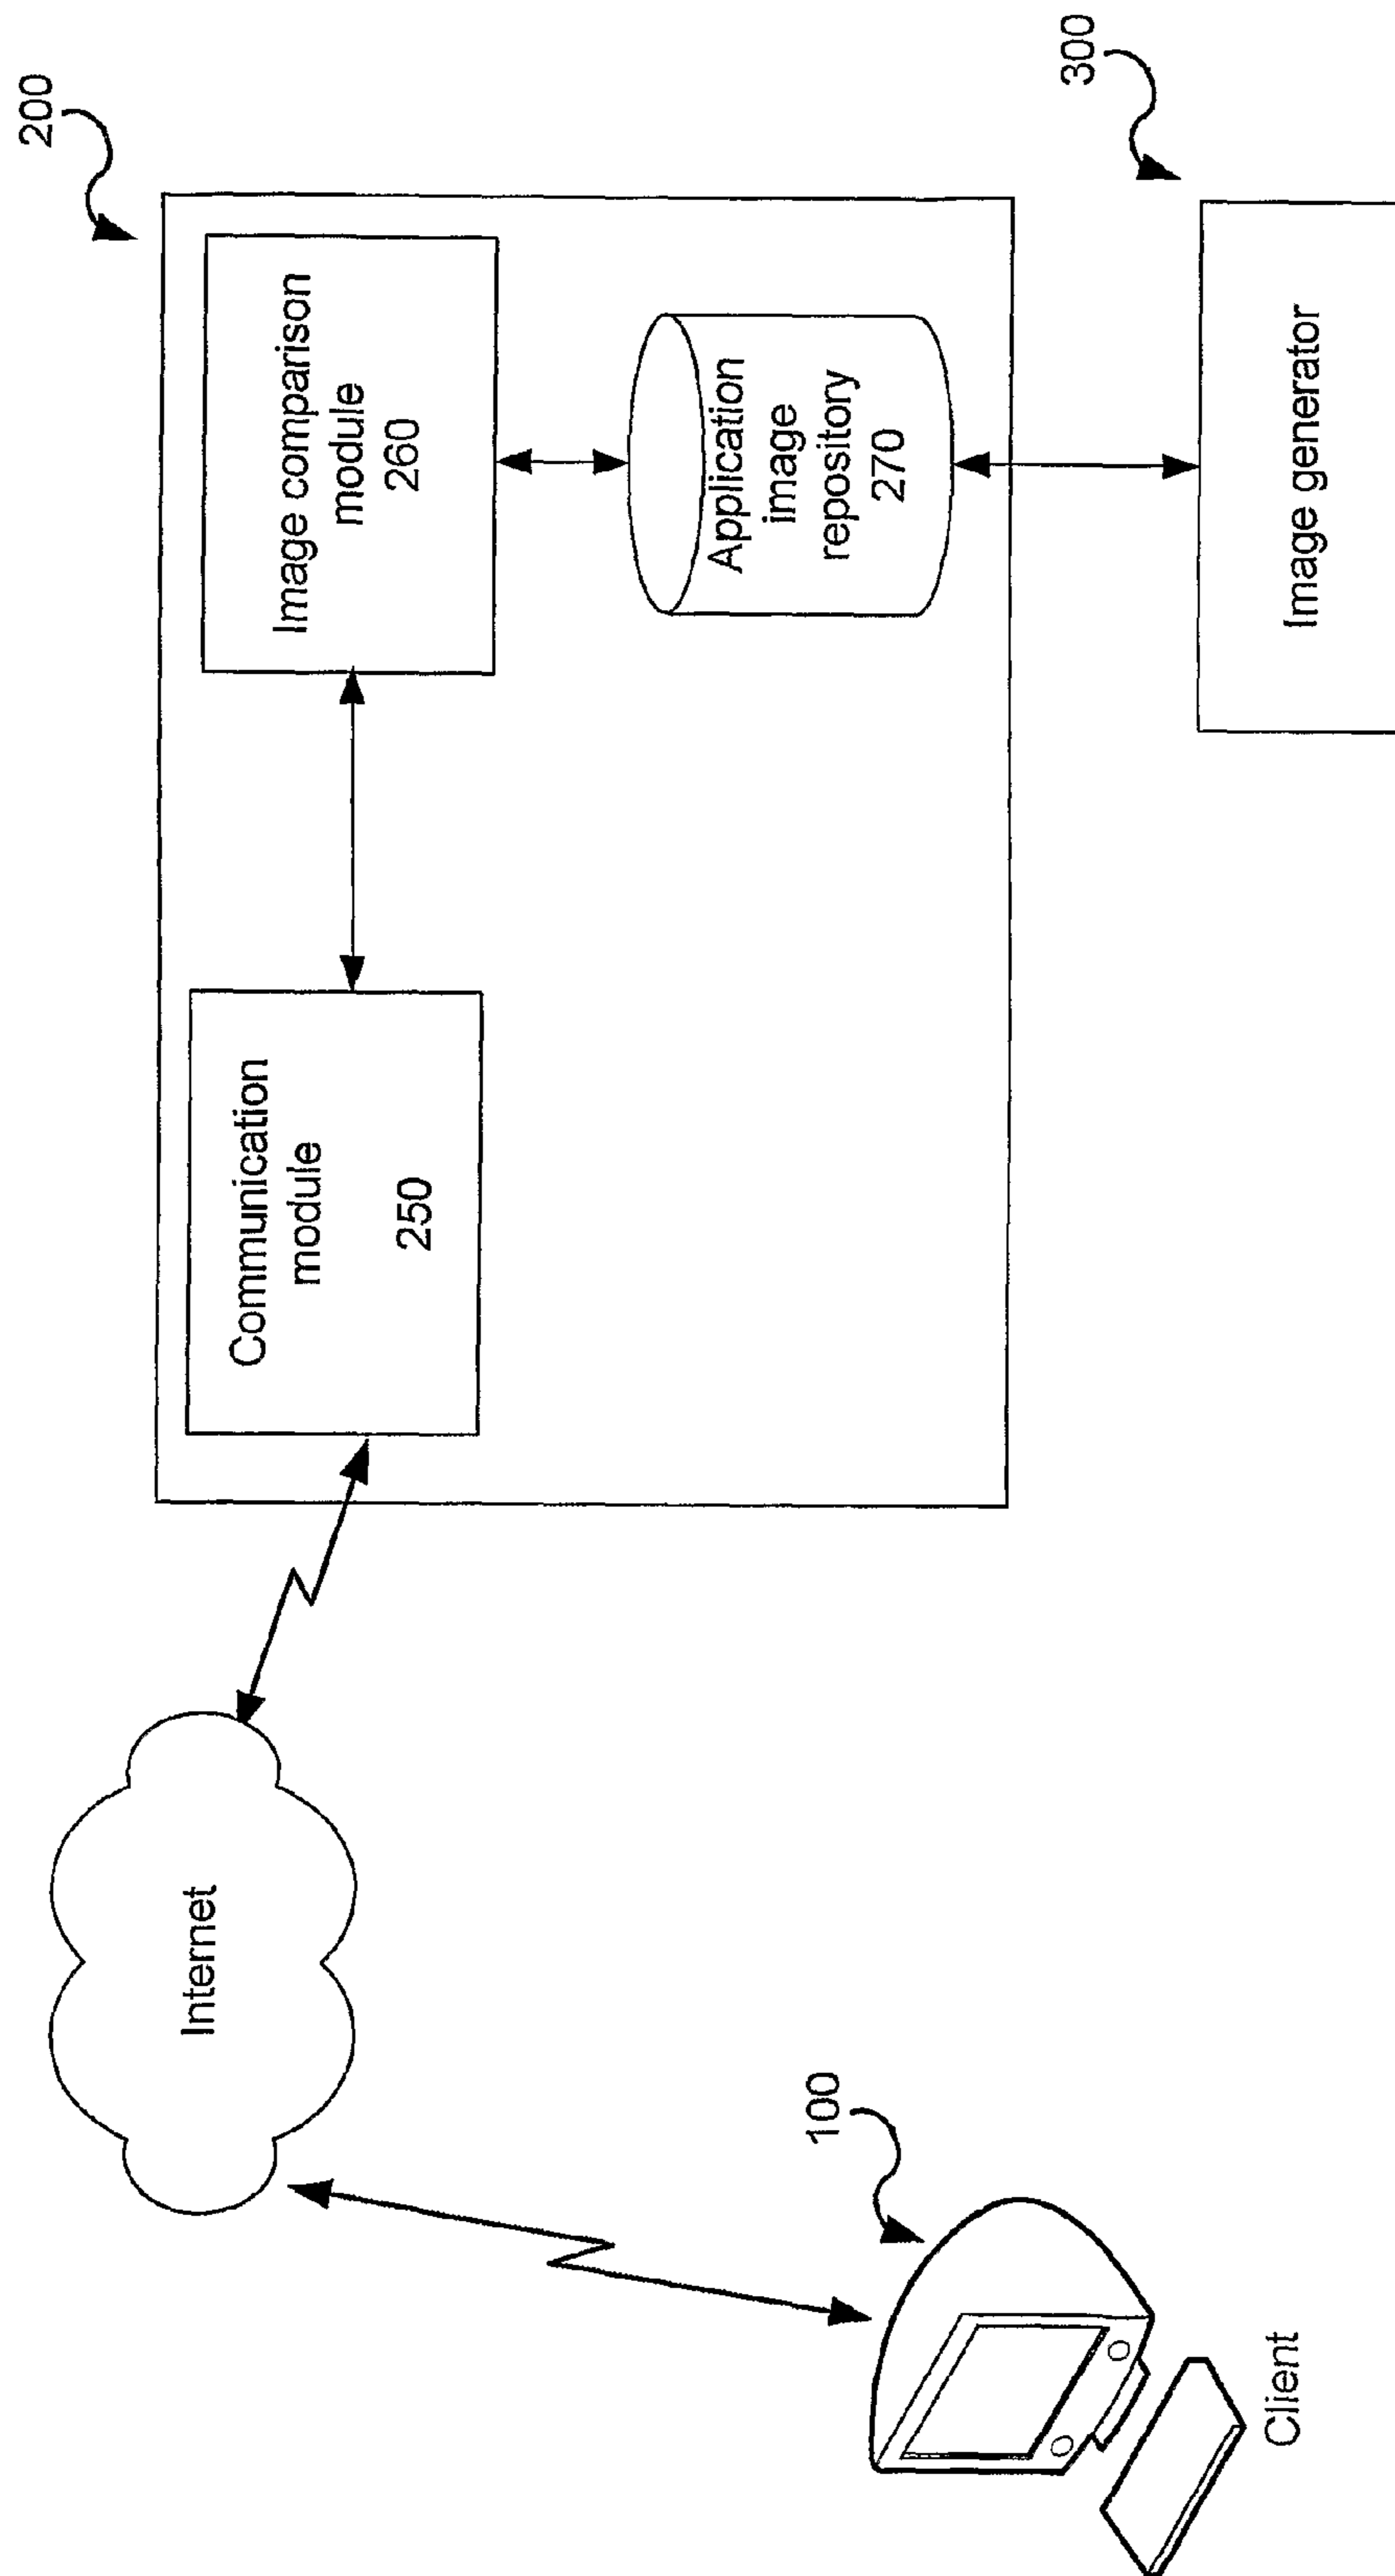 200
Image comparison
module
260
Communication
module
250
Application
image
repository
270
300
Image generator
Internet
100
Client